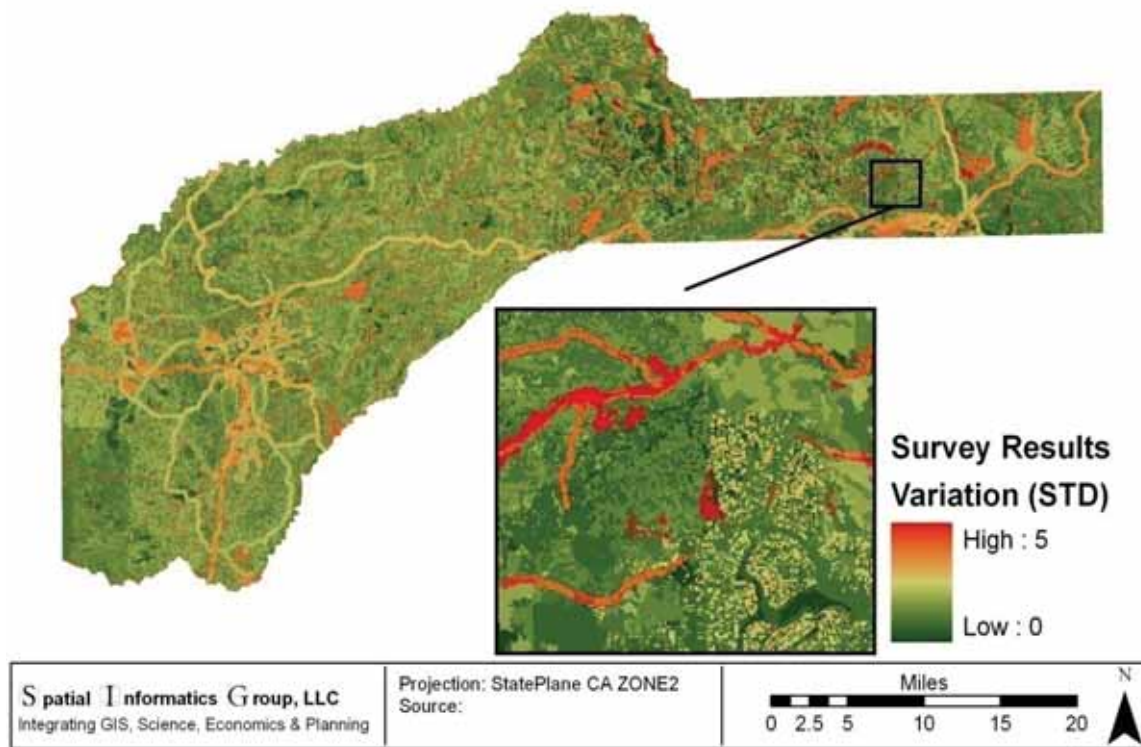 Survey Results
Variation (STD)
High : 5
Low : 0
Spatial Informatics Group, LLC
Integrating GIS, Science, Economics & Planning
Projection: StatePlane CA ZONE2
Source:
Miles
0 2.5 5 10 15 20
N